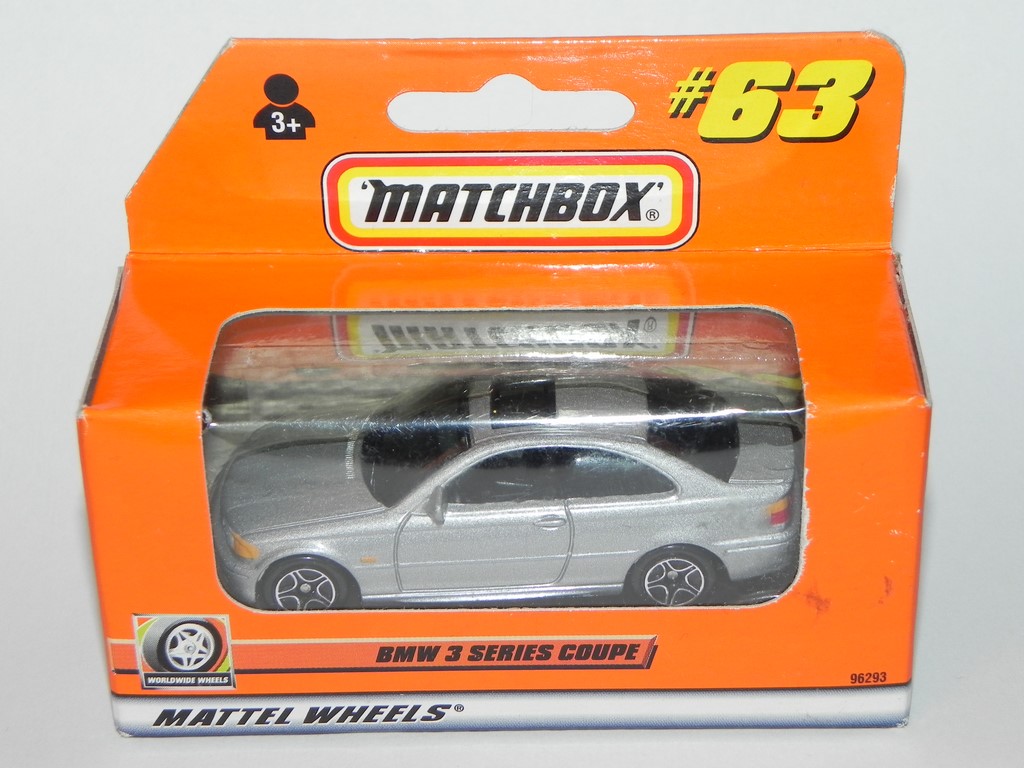 #63
3+
'MATCHBOX'®
WORLDWIDE WHEELS
BMW 3 SERIES COUPE
96293
MATTEL WHEELS®